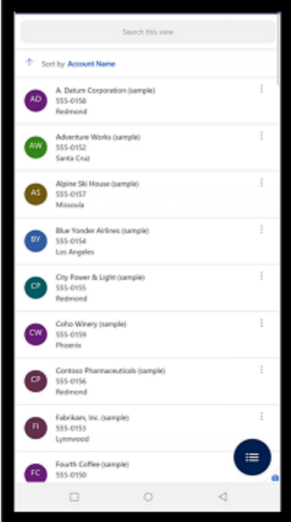 Search this view
Sort by Account Name
AD
A. Datum Corporation (sample)
555-0158
Redmond
AW
Adventure Works (sample)
555-0152
Santa Cruz
AS
Alpine Ski House (sample)
555-0157
Missoula
BY
Blue Yonder Airlines (sample)
555-0154
Los Angeles
CP
City Power & Light (sample)
555-0155
Redmond
CW
Coho Winery (sample)
555-0159
Phoenix
CP
Contoso Pharmaceuticals (sample)
555-0156
Redmond
FI
Fabrikam, Inc. (sample)
555-0153
Lynnwood
FC
Fourth Coffee (sample)
555-0150